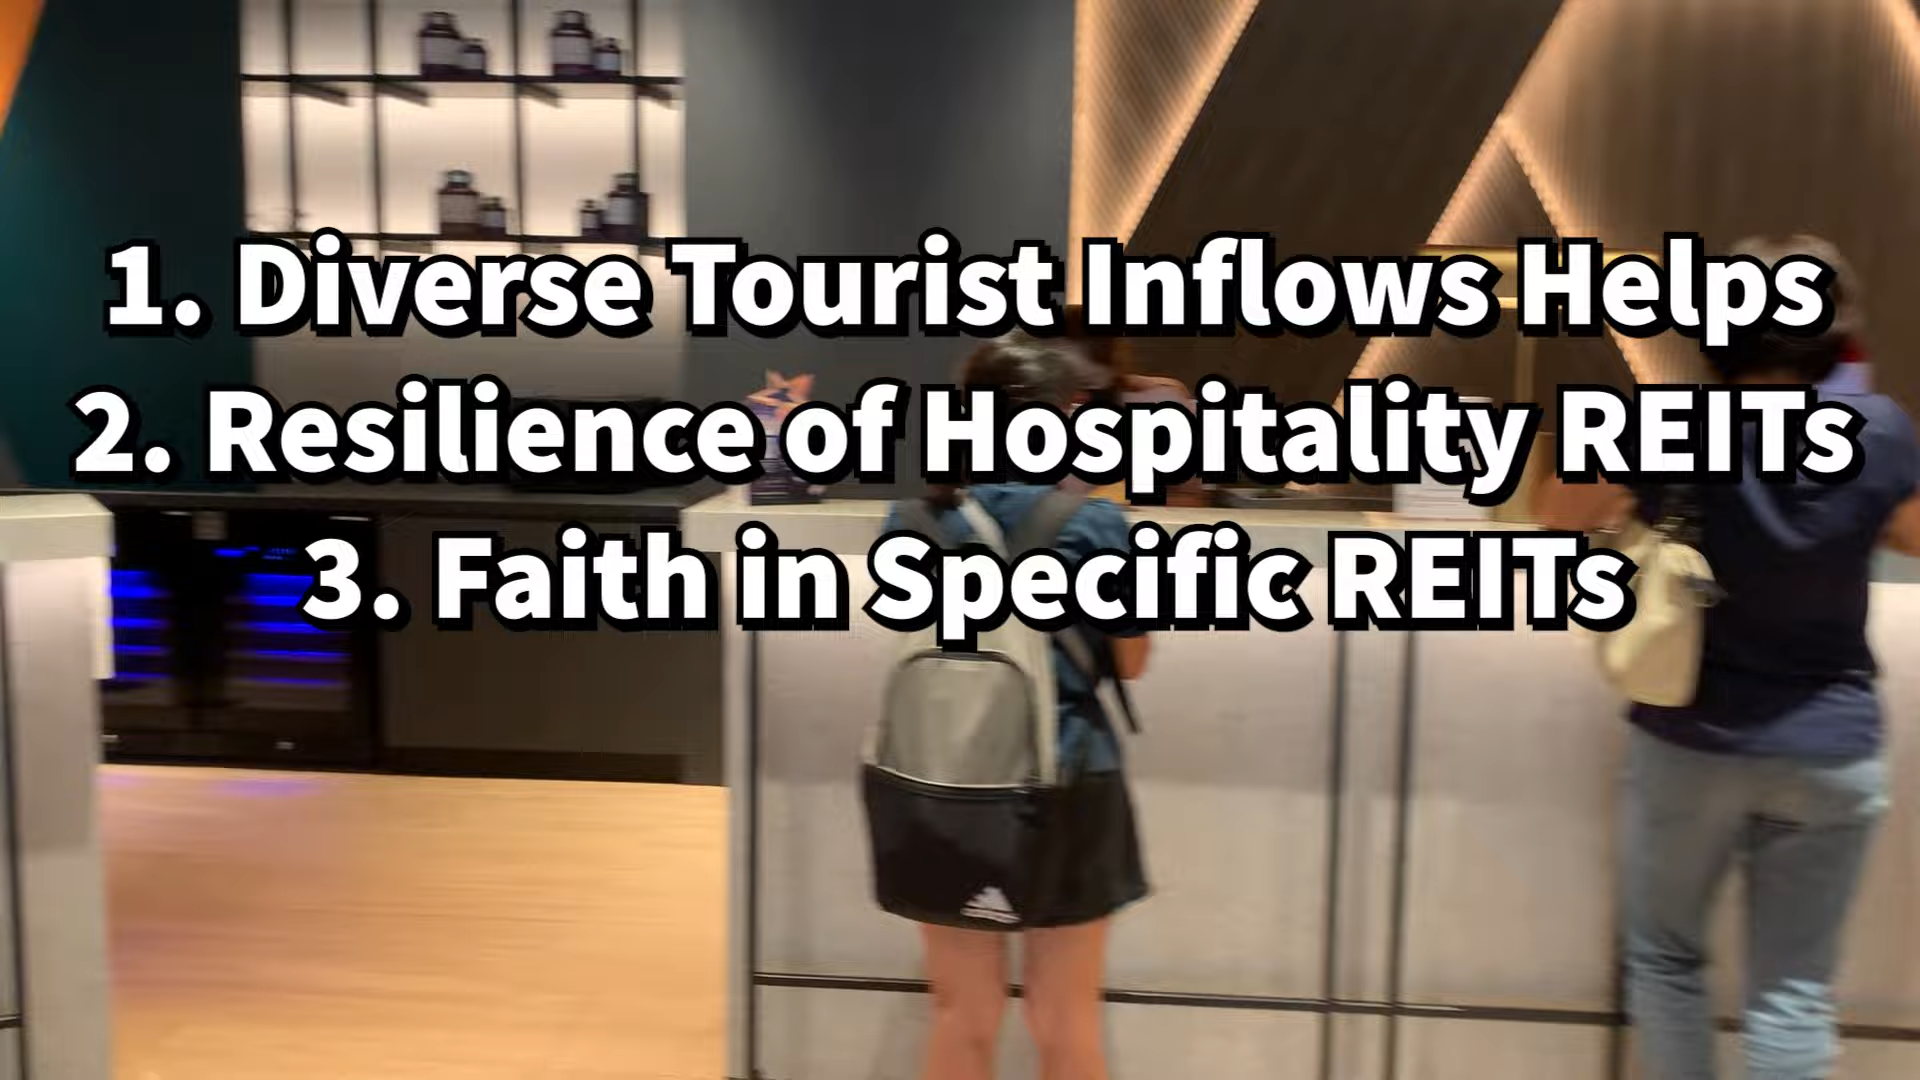 1. Diverse Tourist Inflows Helps
2. Resilience of Hospitality REITs
3. Faith in Specific REITs